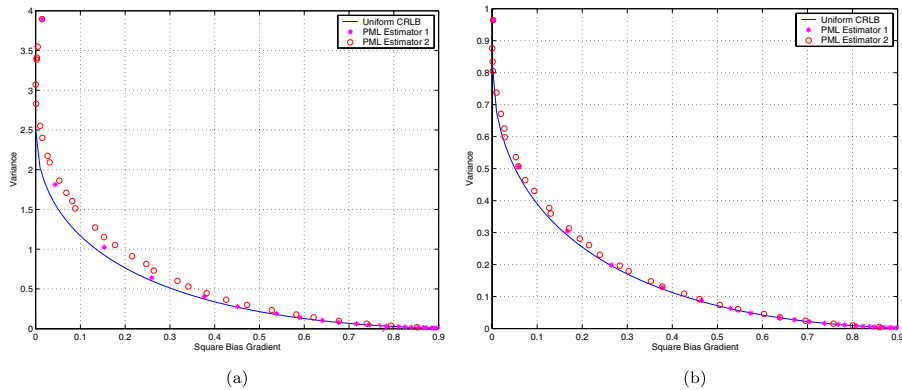 4
3.5
3
2.5
2
1.5
1
0.5
0
Variance
0 0.1 0.2 0.3 0.4 0.5 0.6 0.7 0.8 0.9
Square Bias Gradient
Uniform CRLB
PML Estimator 1
PML Estimator 2
(a)
1
0.9
0.8
0.7
0.6
0.5
0.4
0.3
0.2
0.1
0
Variance
0 0.1 0.2 0.3 0.4 0.5 0.6 0.7 0.8 0.9
Square Bias Gradient
Uniform CRLB
PML Estimator 1
PML Estimator 2
(b)